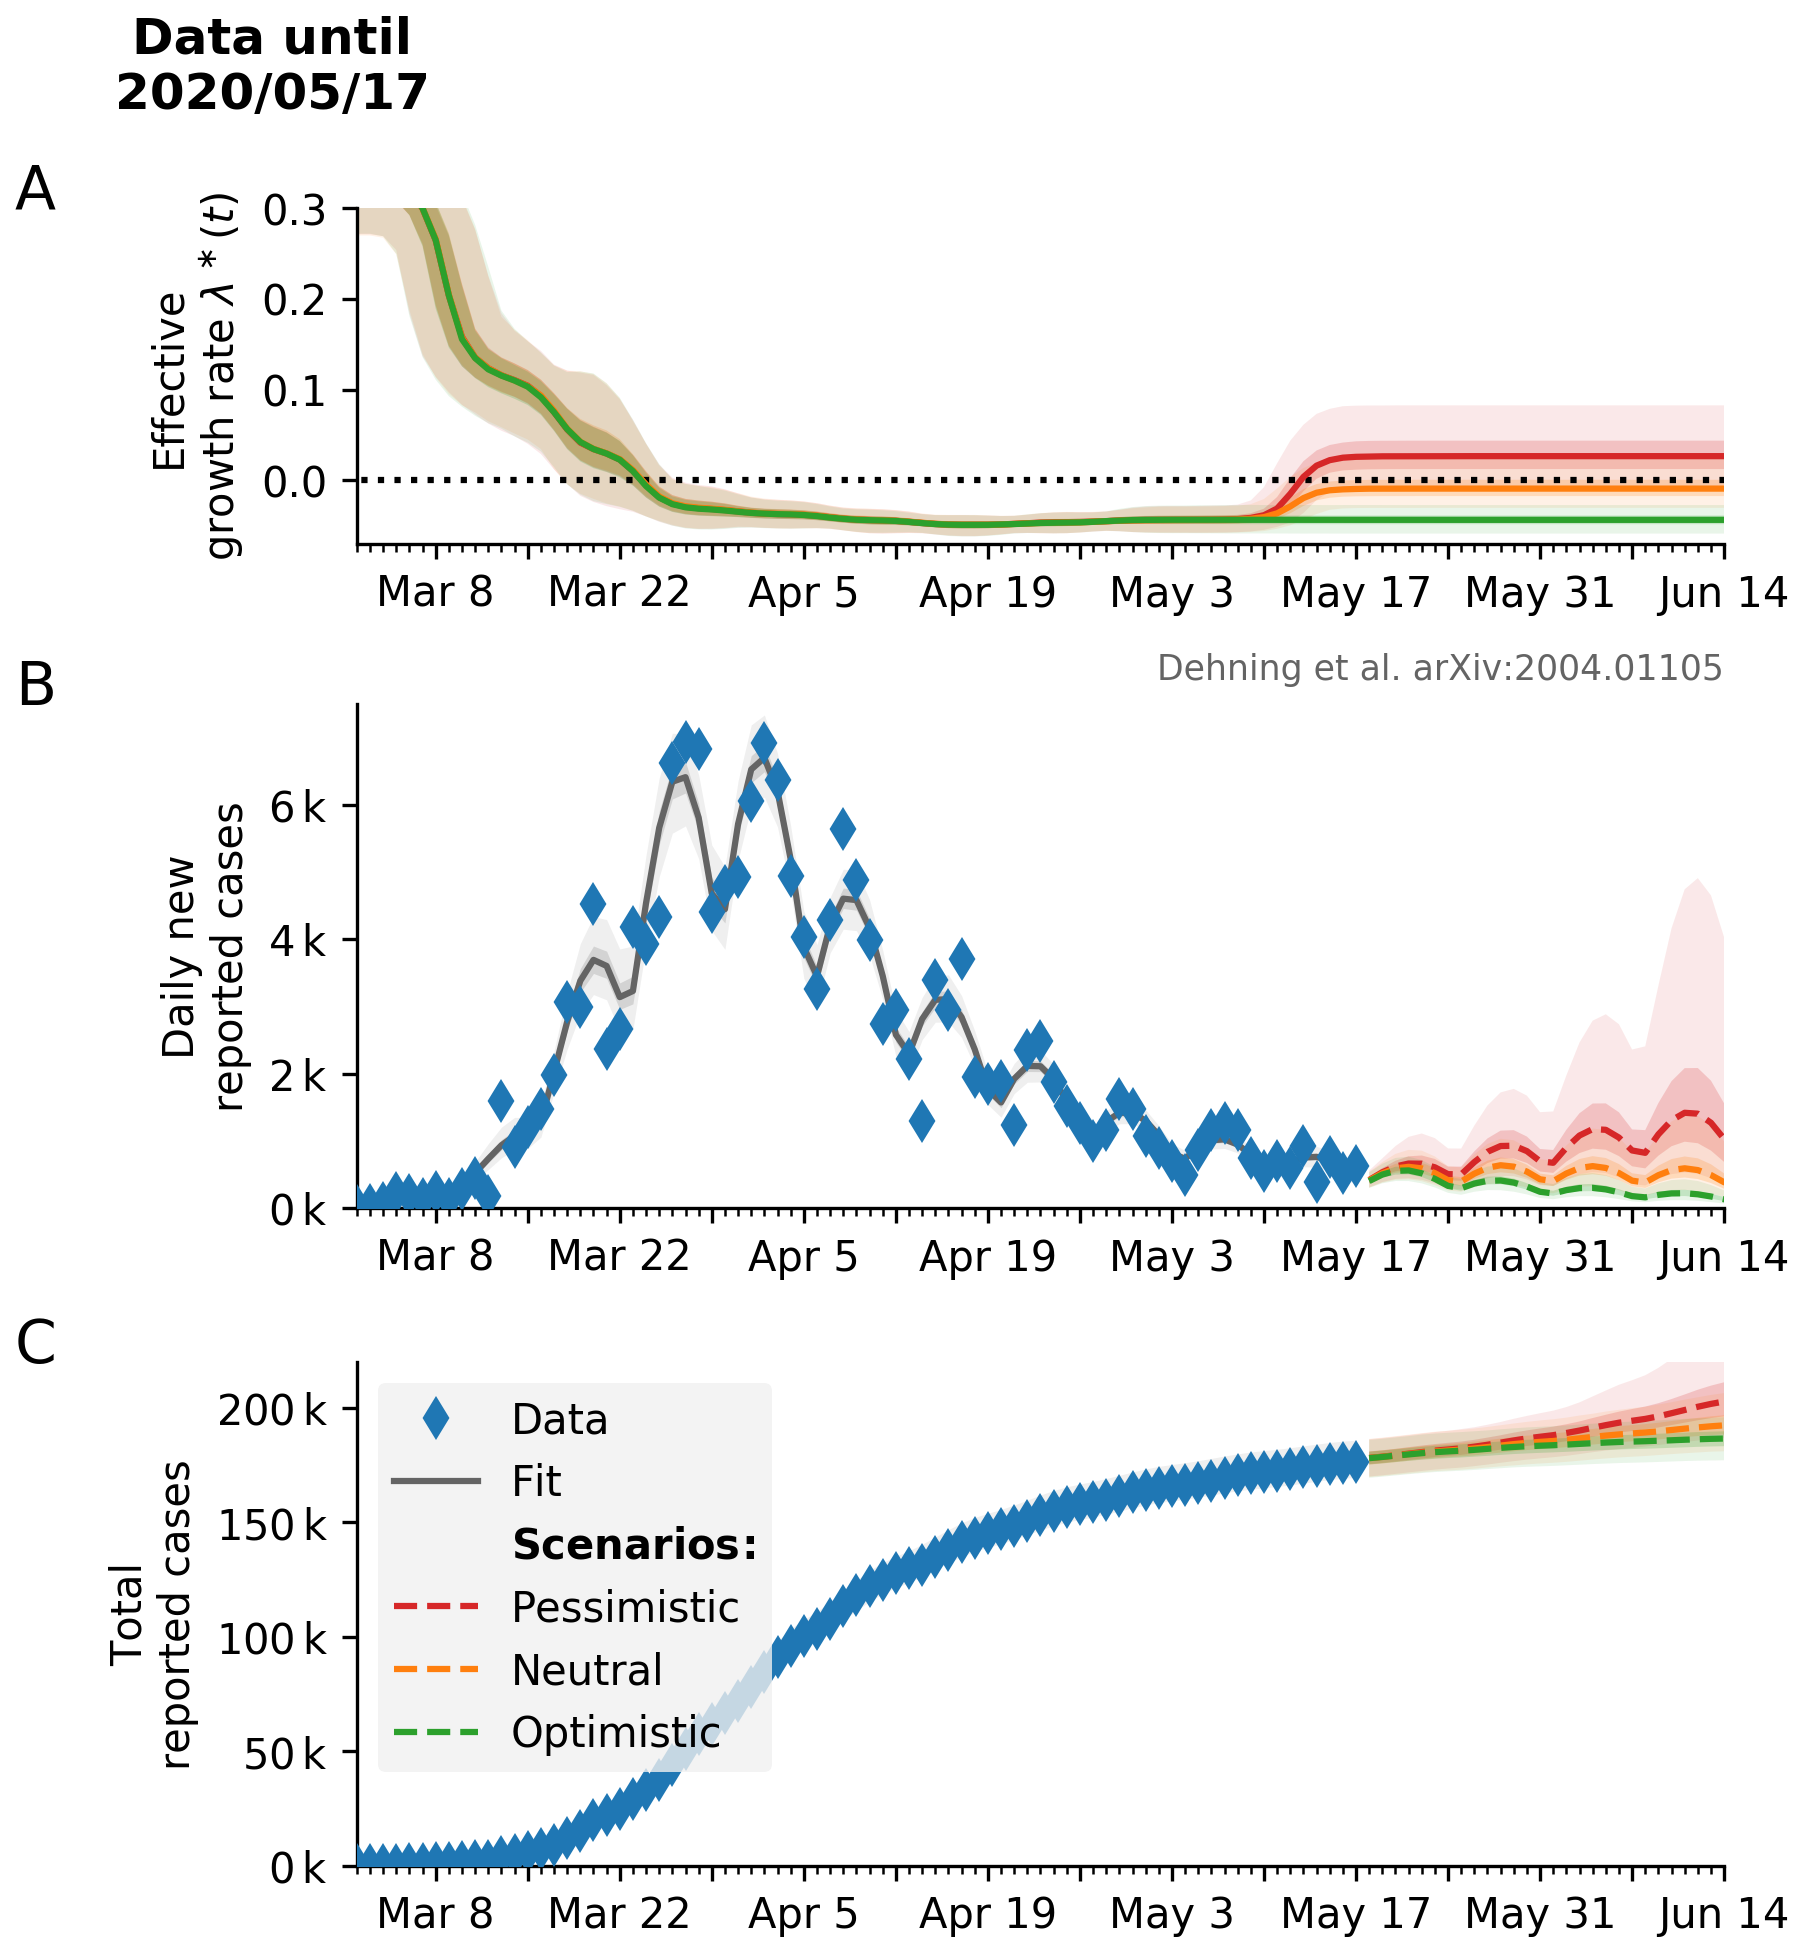 Data until
2020/05/17
A
Effective
growth rate λ * (t)
0.3
0.2
0.1
0.0
Mar 8 Mar 22 Apr 5 Apr 19 May 3 May 17 May 31 Jun 14
Dehning et al. arXiv:2004.01105
B
Daily new
reported cases
6 k
4 k
2 k
0 k
Mar 8 Mar 22 Apr 5 Apr 19 May 3 May 17 May 31 Jun 14
C
Total
reported cases
200 k
150 k
100 k
50 k
0 k
Data
Fit
Scenarios:
Pessimistic
Neutral
Optimistic
Mar 8 Mar 22 Apr 5 Apr 19 May 3 May 17 May 31 Jun 14